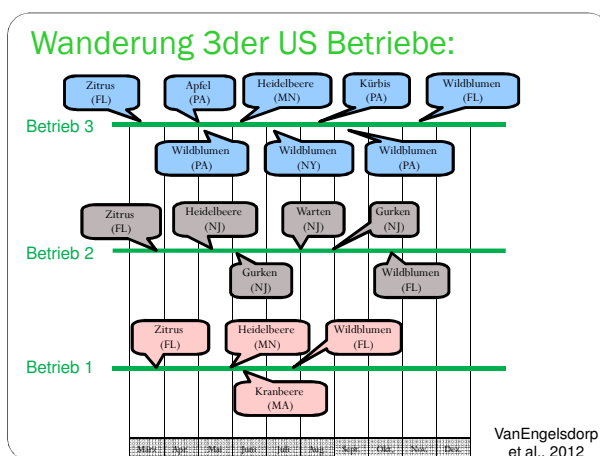 Wanderung 3der US Betriebe:
Zitrus
(FL)
Apfel
(PA)
Heidelbeere
(MN)
Kürbis
(PA)
Wildblumen
(FL)
Betrieb 3
Wildblumen
(PA)
Wildblumen
(NY)
Wildblumen
(PA)
Zitrus
(FL)
Heidelbeere
(NJ)
Warten
(NJ)
Gurken
(NJ)
Betrieb 2
Gurken
(NJ)
Wildblumen
(FL)
Zitrus
(FL)
Heidelbeere
(MN)
Wildblumen
(FL)
Betrieb 1
Kranbeere
(MA)
März Apr. Mai Juni Juli Aug. Sept. Okt. Nov. Dez.
VanEngelsdorp
et al., 2012